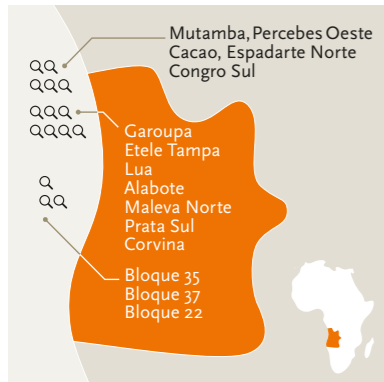 Mutamba, Percebes Oeste
Cacao, Espadarte Norte
Congro Sul
Garoupa
Etele Tampa
Lua
Alabote
Maleva Norte
Prata Sul
Corvina
Bloque 35
Bloque 37
Bloque 22